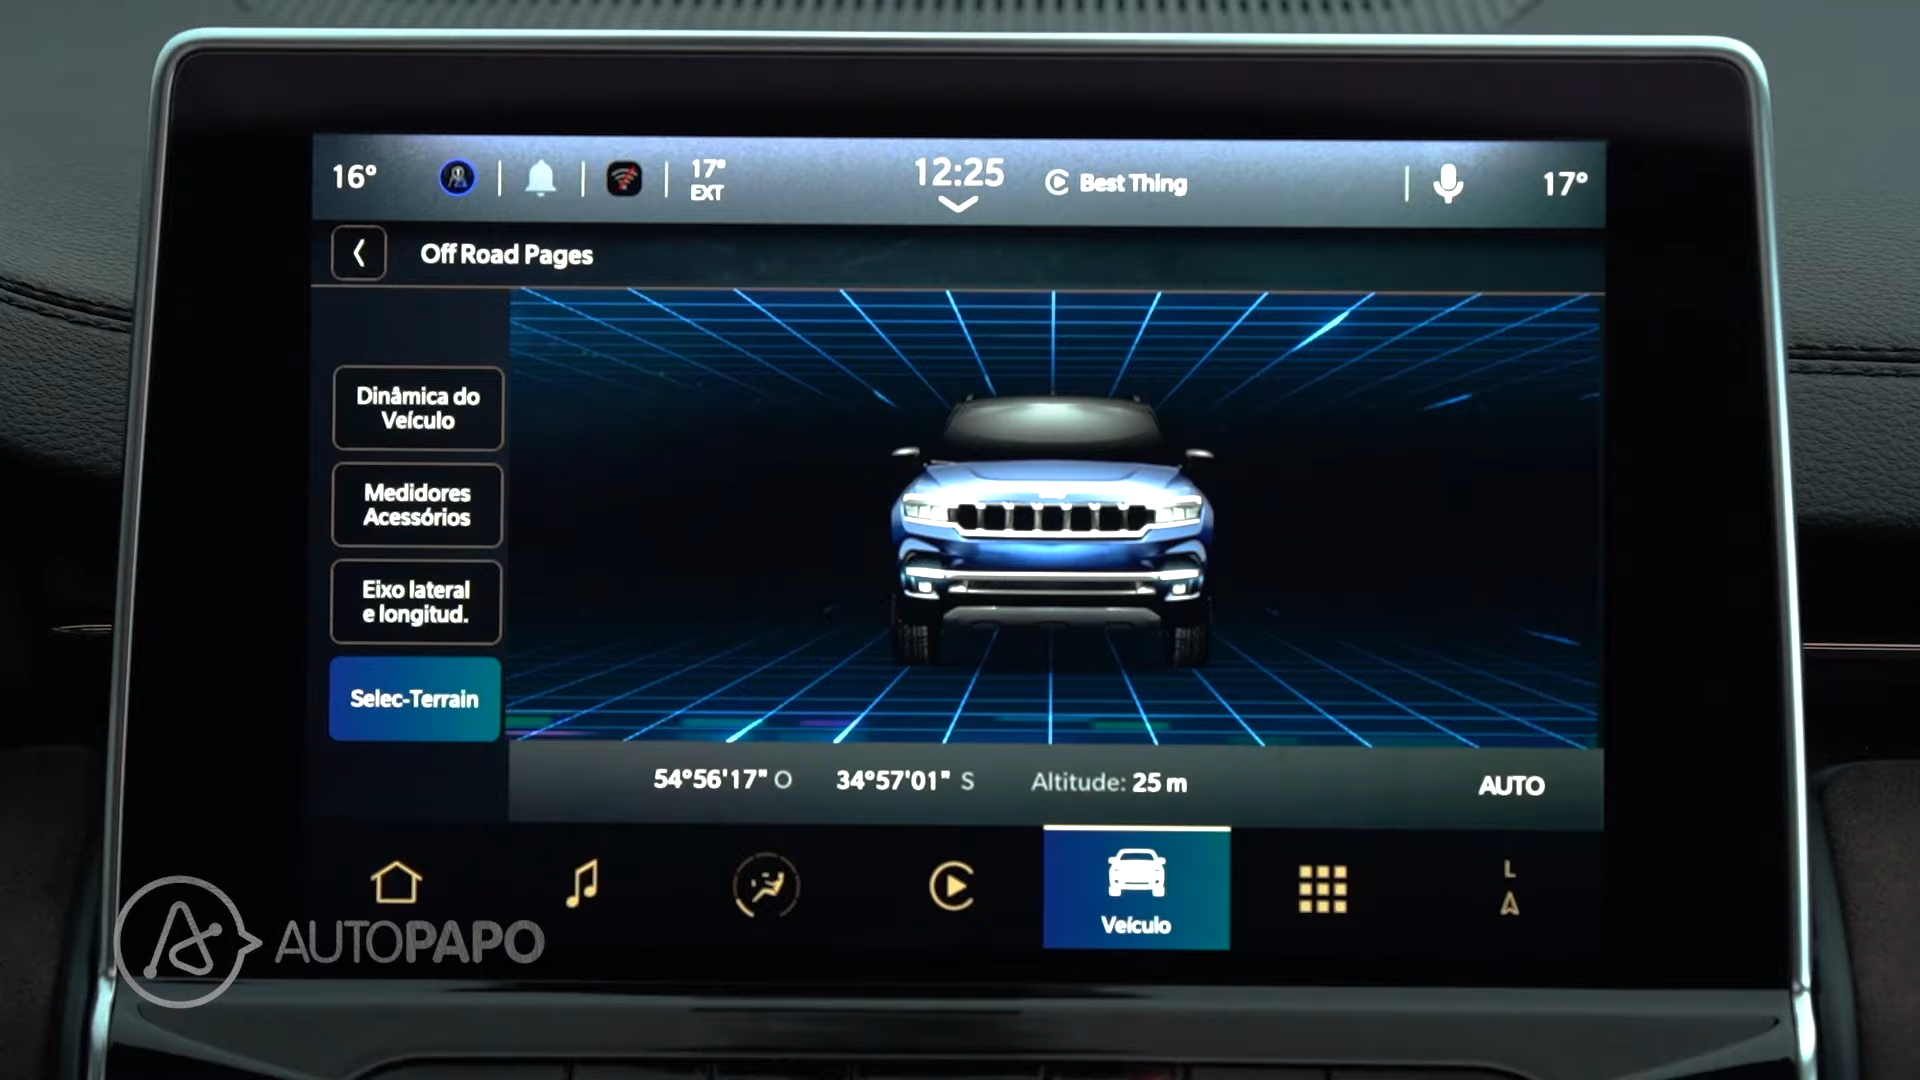 16°
17°
EXT
12:25
Best Thing
17°
Off Road Pages
Dinâmica do
Veículo
Medidores
Acessórios
Eixo lateral
e longitud.
Selec-Terrain
54°56'17" O 34°57'01" S Altitude: 25 m
AUTO
Veículo
L
A
AUTOPAPO